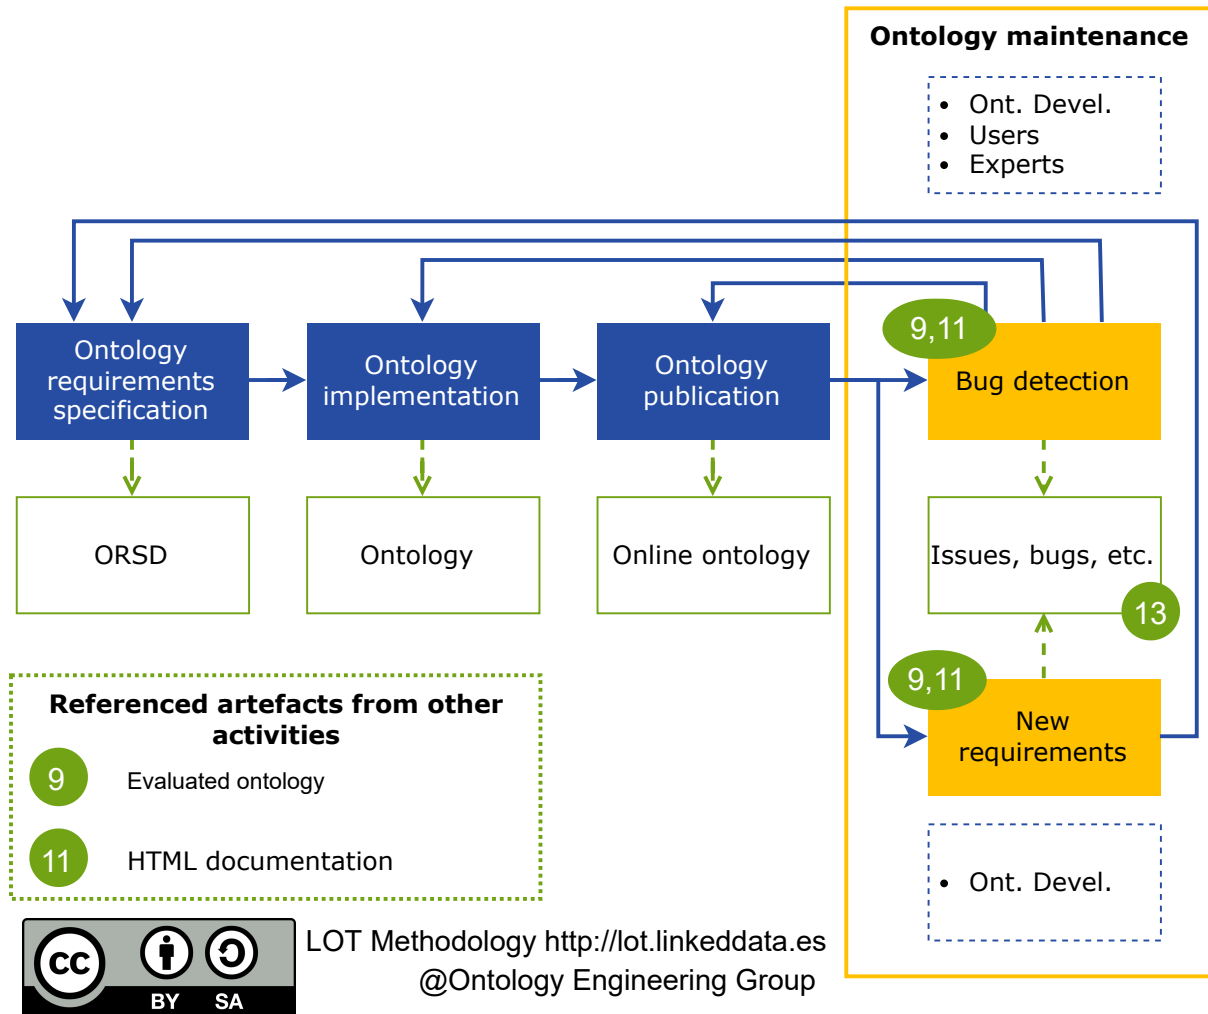 Ontology maintenance
• Ont. Devel.
• Users
• Experts
Ontology
requirements
specification
Ontology
implementation
Ontology
publication
9,11
Bug detection
ORSD
Ontology
Online ontology
Issues, bugs, etc.
13
9,11
New
requirements
• Ont. Devel.
Referenced artefacts from other
activities
9
Evaluated ontology
11
HTML documentation
cc
BY SA
LOT Methodology http://lot.linkeddata.es
@Ontology Engineering Group